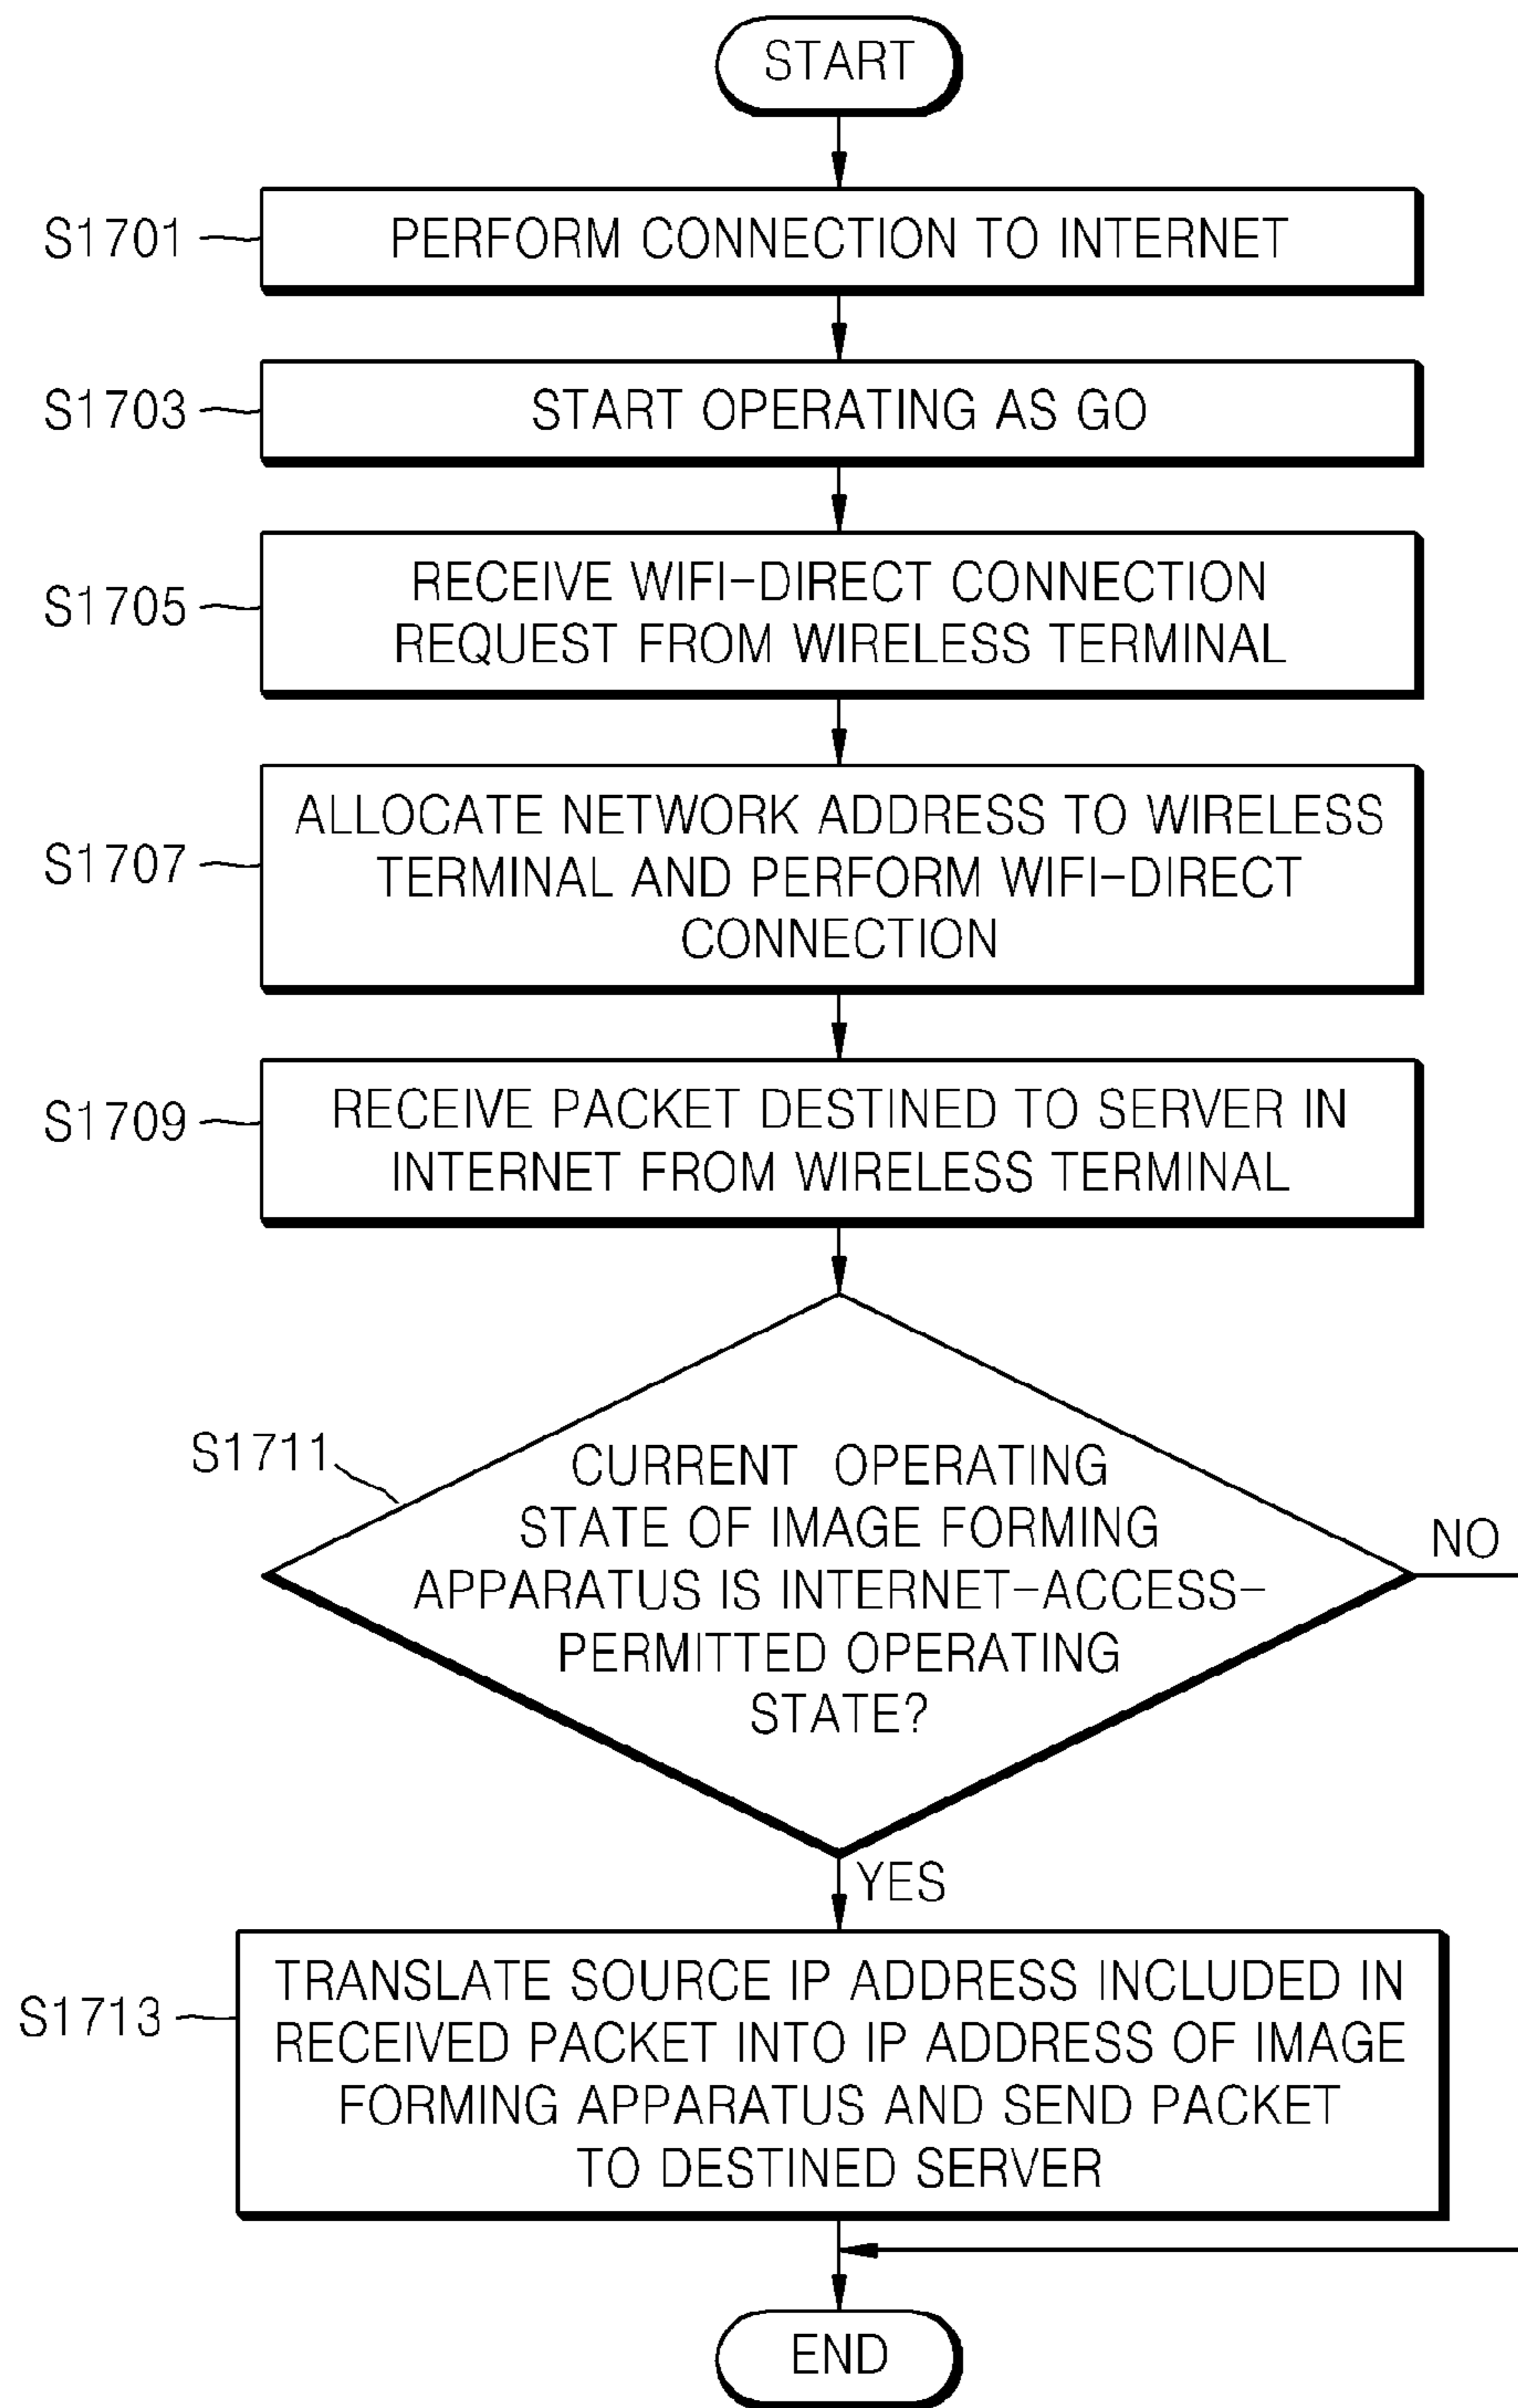 START
S1701
PERFORM CONNECTION TO INTERNET
S1703
START OPERATING AS GO
S1705
RECEIVE WIFI-DIRECT CONNECTION
REQUEST FROM WIRELESS TERMINAL
S1707
ALLOCATE NETWORK ADDRESS TO WIRELESS
TERMINAL AND PERFORM WIFI-DIRECT
CONNECTION
S1709
RECEIVE PACKET DESTINED TO SERVER IN
INTERNET FROM WIRELESS TERMINAL
S1711
CURRENT OPERATING
STATE OF IMAGE FORMING
APPARATUS IS INTERNET-ACCESS-
PERMITTED OPERATING
STATE?
NO
YES
S1713
TRANSLATE SOURCE IP ADDRESS INCLUDED IN
RECEIVED PACKET INTO IP ADDRESS OF IMAGE
FORMING APPARATUS AND SEND PACKET
TO DESTINED SERVER
END